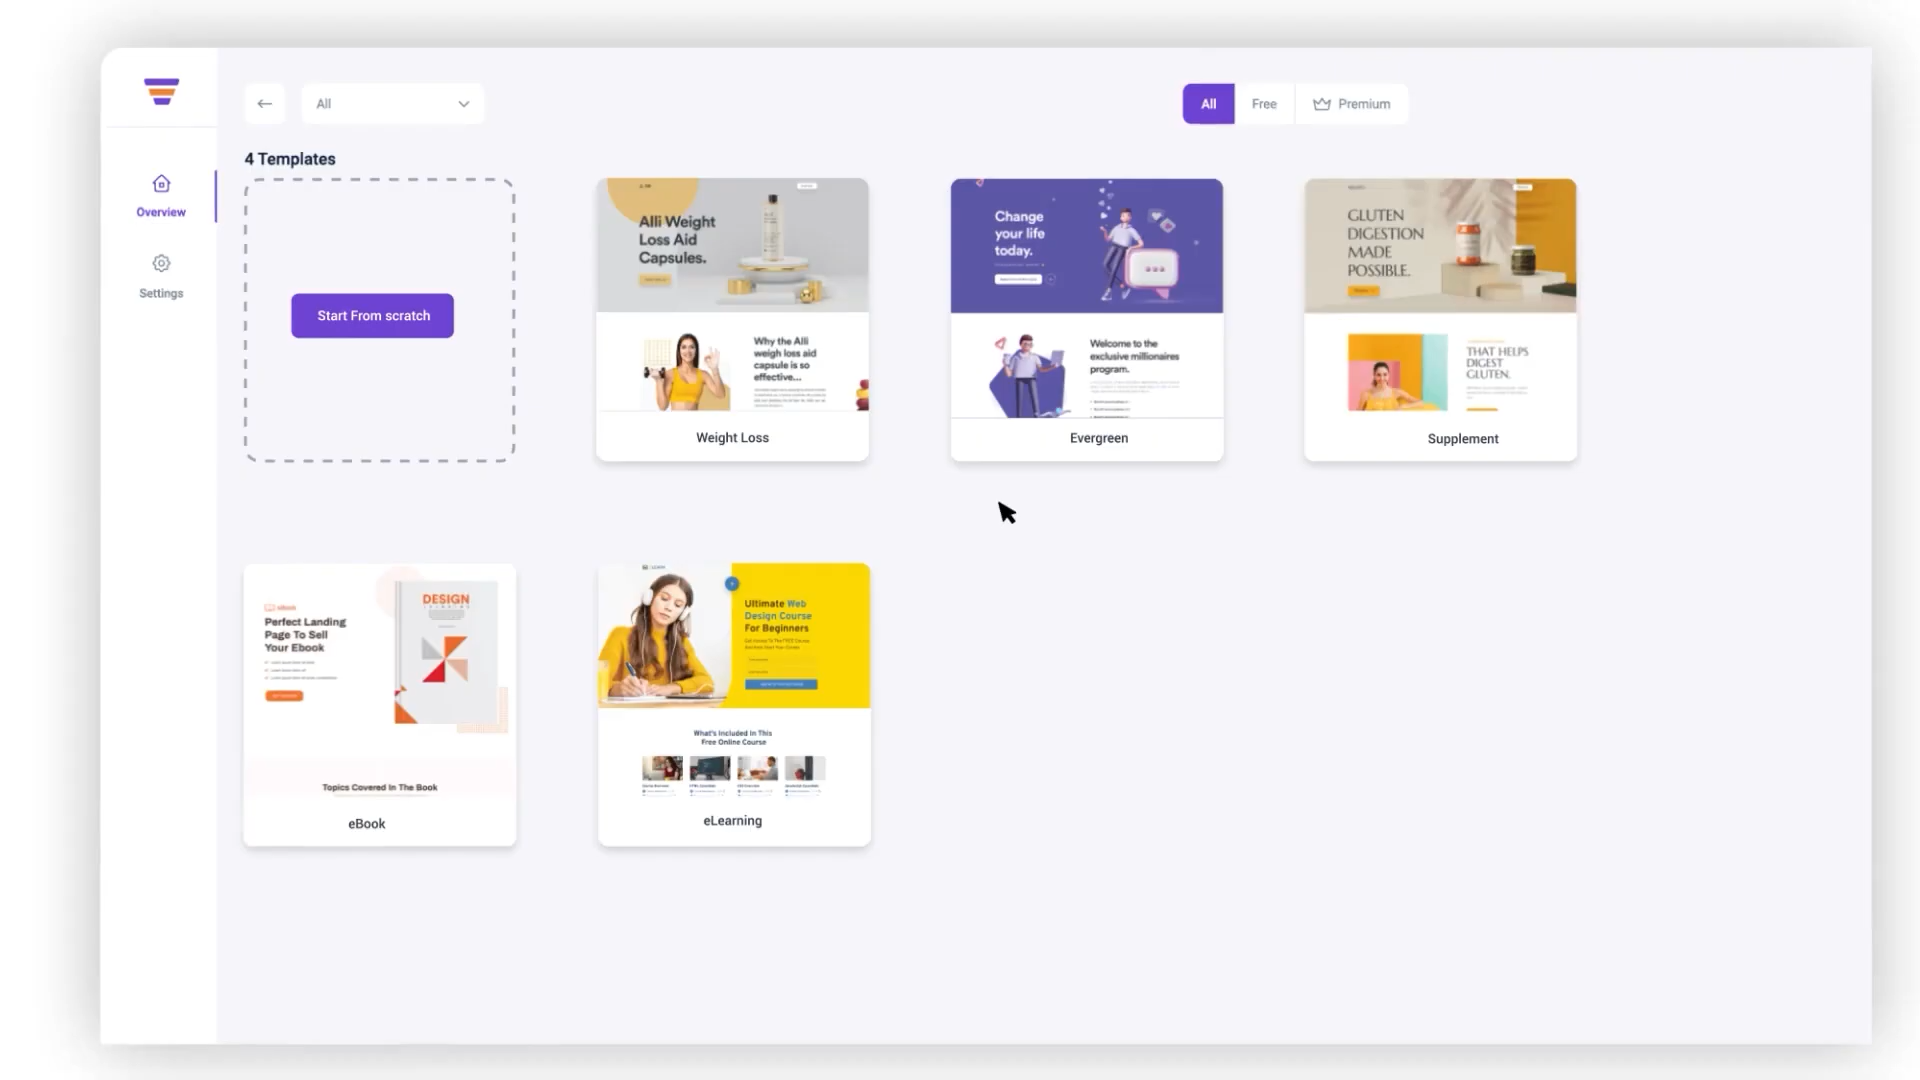 All
All
Free
Premium
4 Templates
Overview
Settings
Start From scratch
Alli Weight
Loss Aid
Capsules.
Why the Alli
weigh loss aid
capsule is so
effective...
Weight Loss
Change
your life
today.
Welcome to the
exclusive millionaires
program.
Evergreen
GLUTEN
DIGESTION
MADE
POSSIBLE.
THAT HELPS
DIGEST
GLUTEN.
Supplement
Perfect Landing
Page To Sell
Your Ebook
DESIGN
Topics Covered In The Book
eBook
Ultimate Web
Design Course
For Beginners
What's Included In This
Free Online Course
eLearning